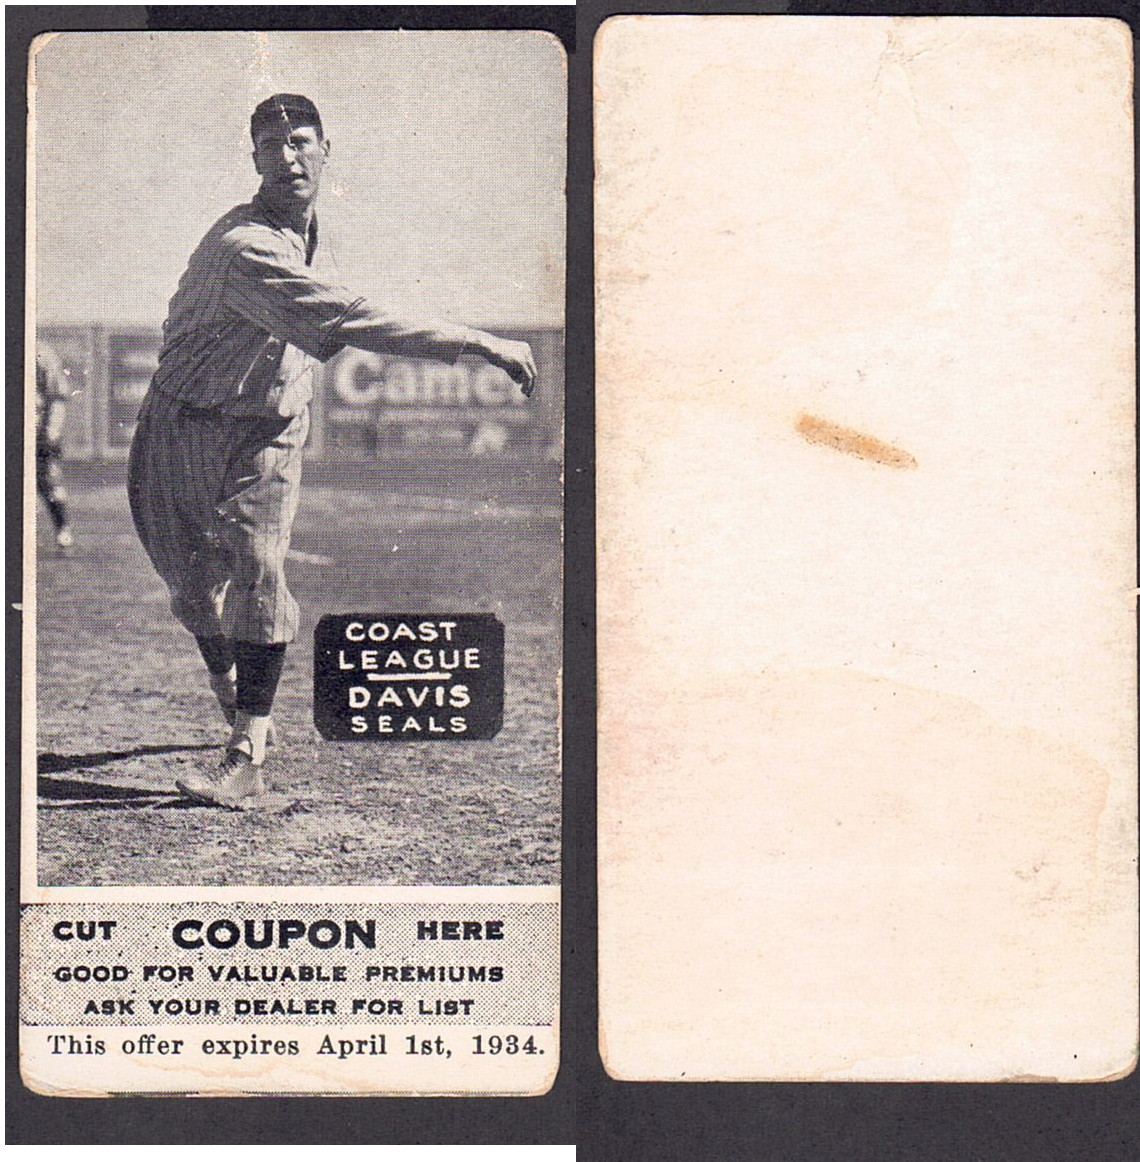 Came
COAST
LEAGUE
DAVIS
SEALS
CUT COUPON HERE
GOOD FOR VALUABLE PREMIUMS
ASK YOUR DEALER FOR LIST
This offer expires April 1st, 1934.